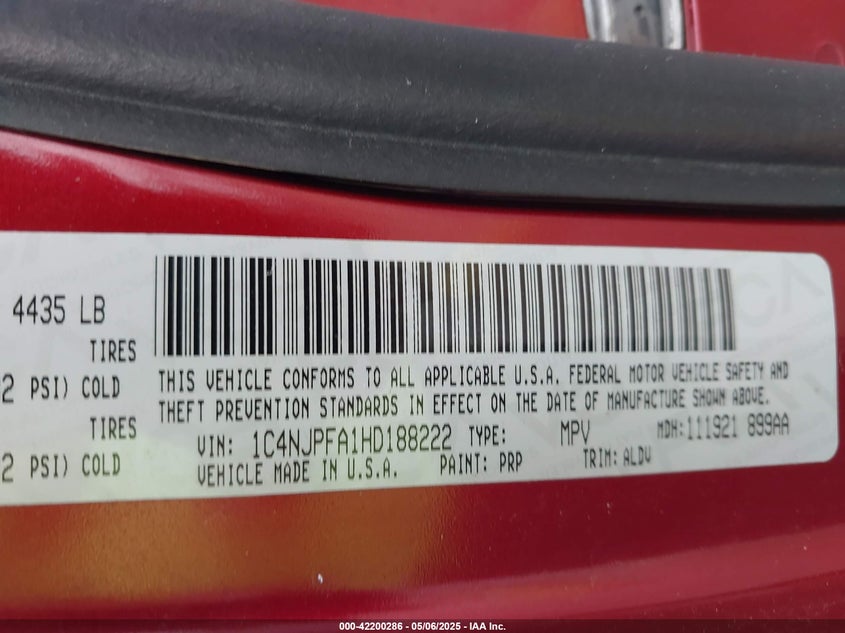 4435 LB
TIRES
2 PSI) COLD
TIRES
2 PSI) COLD
THIS VEHICLE CONFORMS TO ALL APPLICABLE U.S.A. FEDERAL MOTOR VEHICLE SAFETY AND
THEFT PREVENTION STANDARDS IN EFFECT ON THE DATE OF MANUFACTURE SHOWN ABOVE.
VIN: 1C4NJPFA1HD188222 TYPE: MPV MDH:111921 899AA
VEHICLE MADE IN U.S.A. PAINT: PRP TRIM: ALDV
000-42200286 - 05/06/2025 - IAA Inc.